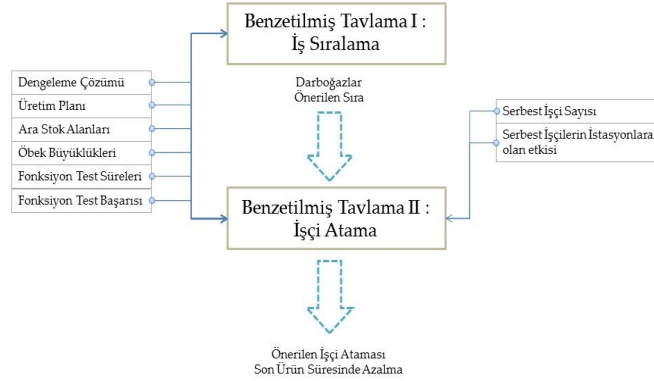 Benzetilmiş Tavlama I :
İş Sıralama
Dengeleme Çözümü
Üretim Planı
Ara Stok Alanları
Öbek Büyüklükleri
Fonksiyon Test Süreleri
Fonksiyon Test Başarısı
Darboğazlar
Önerilen Sıra
Serbest İşçi Sayısı
Serbest İşçilerin İstasyonlara
olan etkisi
Benzetilmiş Tavlama II :
İşçi Atama
Önerilen İşçi Ataması
Son Ürün Süresinde Azalma